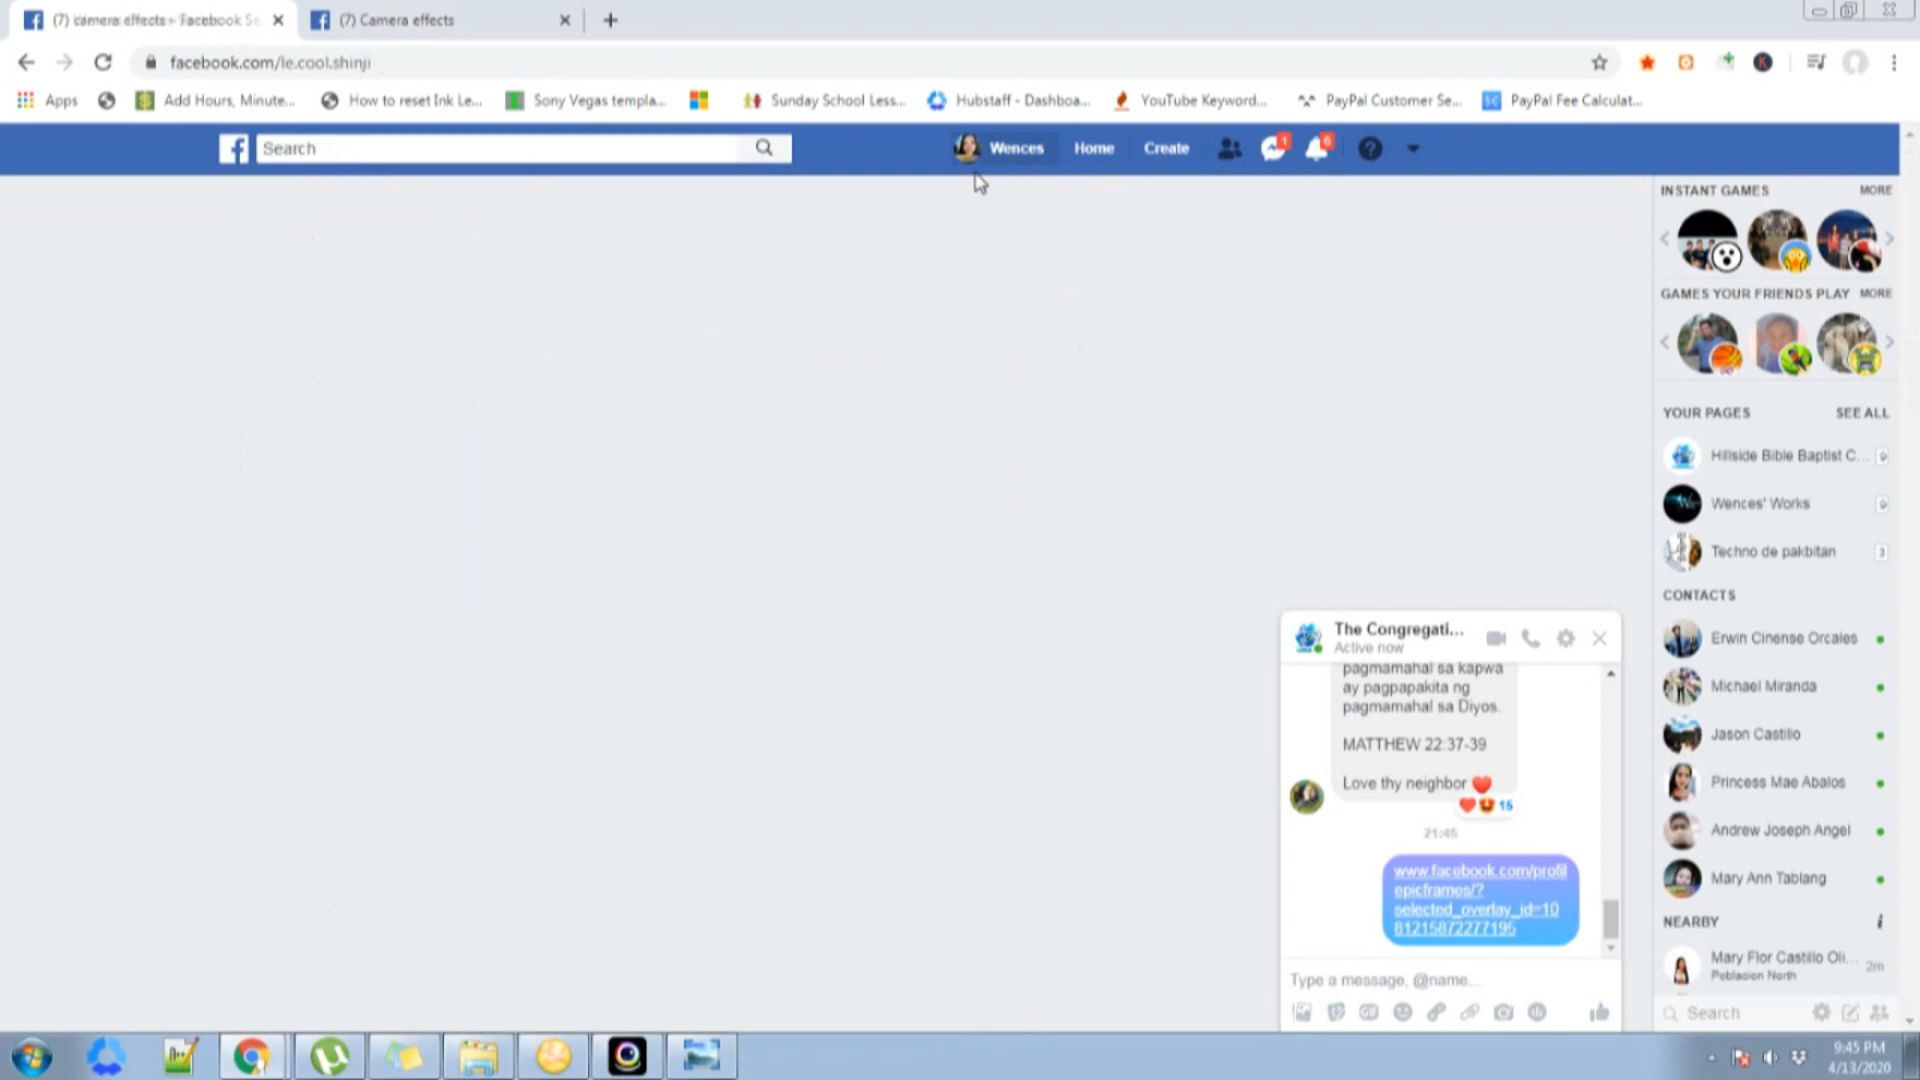 (7) camera effects - Facebook Se
(7) Camera effects
facebook.com/le.cool.shinji
Apps
Add Hours, Minute...
How to reset Ink Le...
Sony Vegas templa...
Sunday School Less...
Hubstaff - Dashboa...
YouTube Keyword...
PayPal Customer Se...
PayPal Fee Calculat...
Search
Wences
Home
Create
1
6
INSTANT GAMES
MORE
GAMES YOUR FRIENDS PLAY
MORE
YOUR PAGES
SEE ALL
Hillside Bible Baptist C...
Wences' Works
Techno de pakbitan
3
CONTACTS
Erwin Cinense Orcales
Michael Miranda
Jason Castillo
Princess Mae Abalos
Andrew Joseph Angel
Mary Ann Tablang
NEARBY
Mary Flor Castillo Oli...
Poblacion North
2m
Search
The Congregati...
Active now
pagmamahal sa kapwa
ay pagpapakita ng
pagmamahal sa Diyos.
MATTHEW 22:37-39
Love thy neighbor
15
21:45
www.facebook.com/profil
epicframes/?
selected_overlay_id=10
81215872277195
Type a message, @name...
9:45 PM
4/13/2020